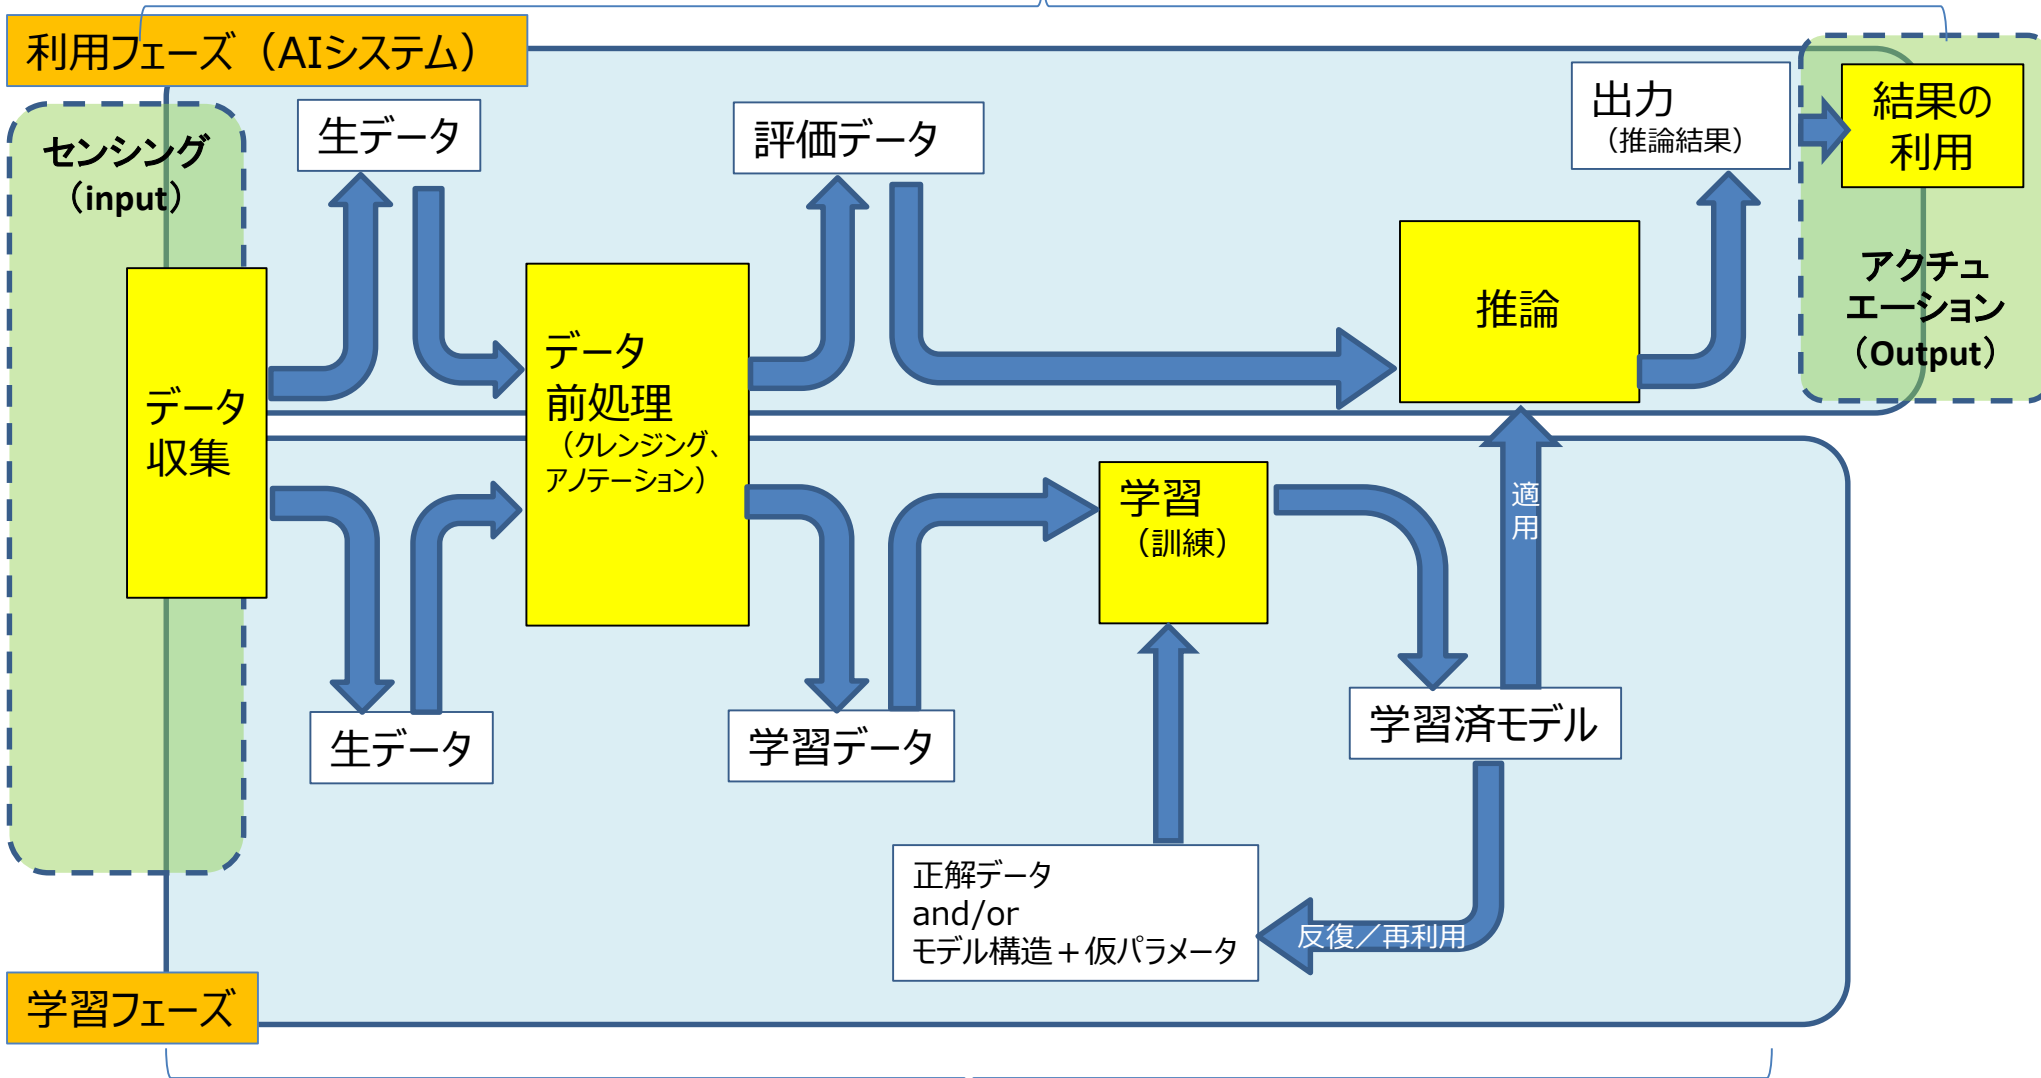 利用フェーズ（AIシステム）
センシング
（input）
生データ
評価データ
出力
（推論結果）
結果の
利用
アクチュ
エーション
（Output）
推論
データ
収集
データ
前処理
（クレンジング、
アノテーション）
学習
（訓練）
適
用
生データ
学習データ
学習済モデル
正解データ
and/or
モデル構造＋仮パラメータ
反復／再利用
学習フェーズ